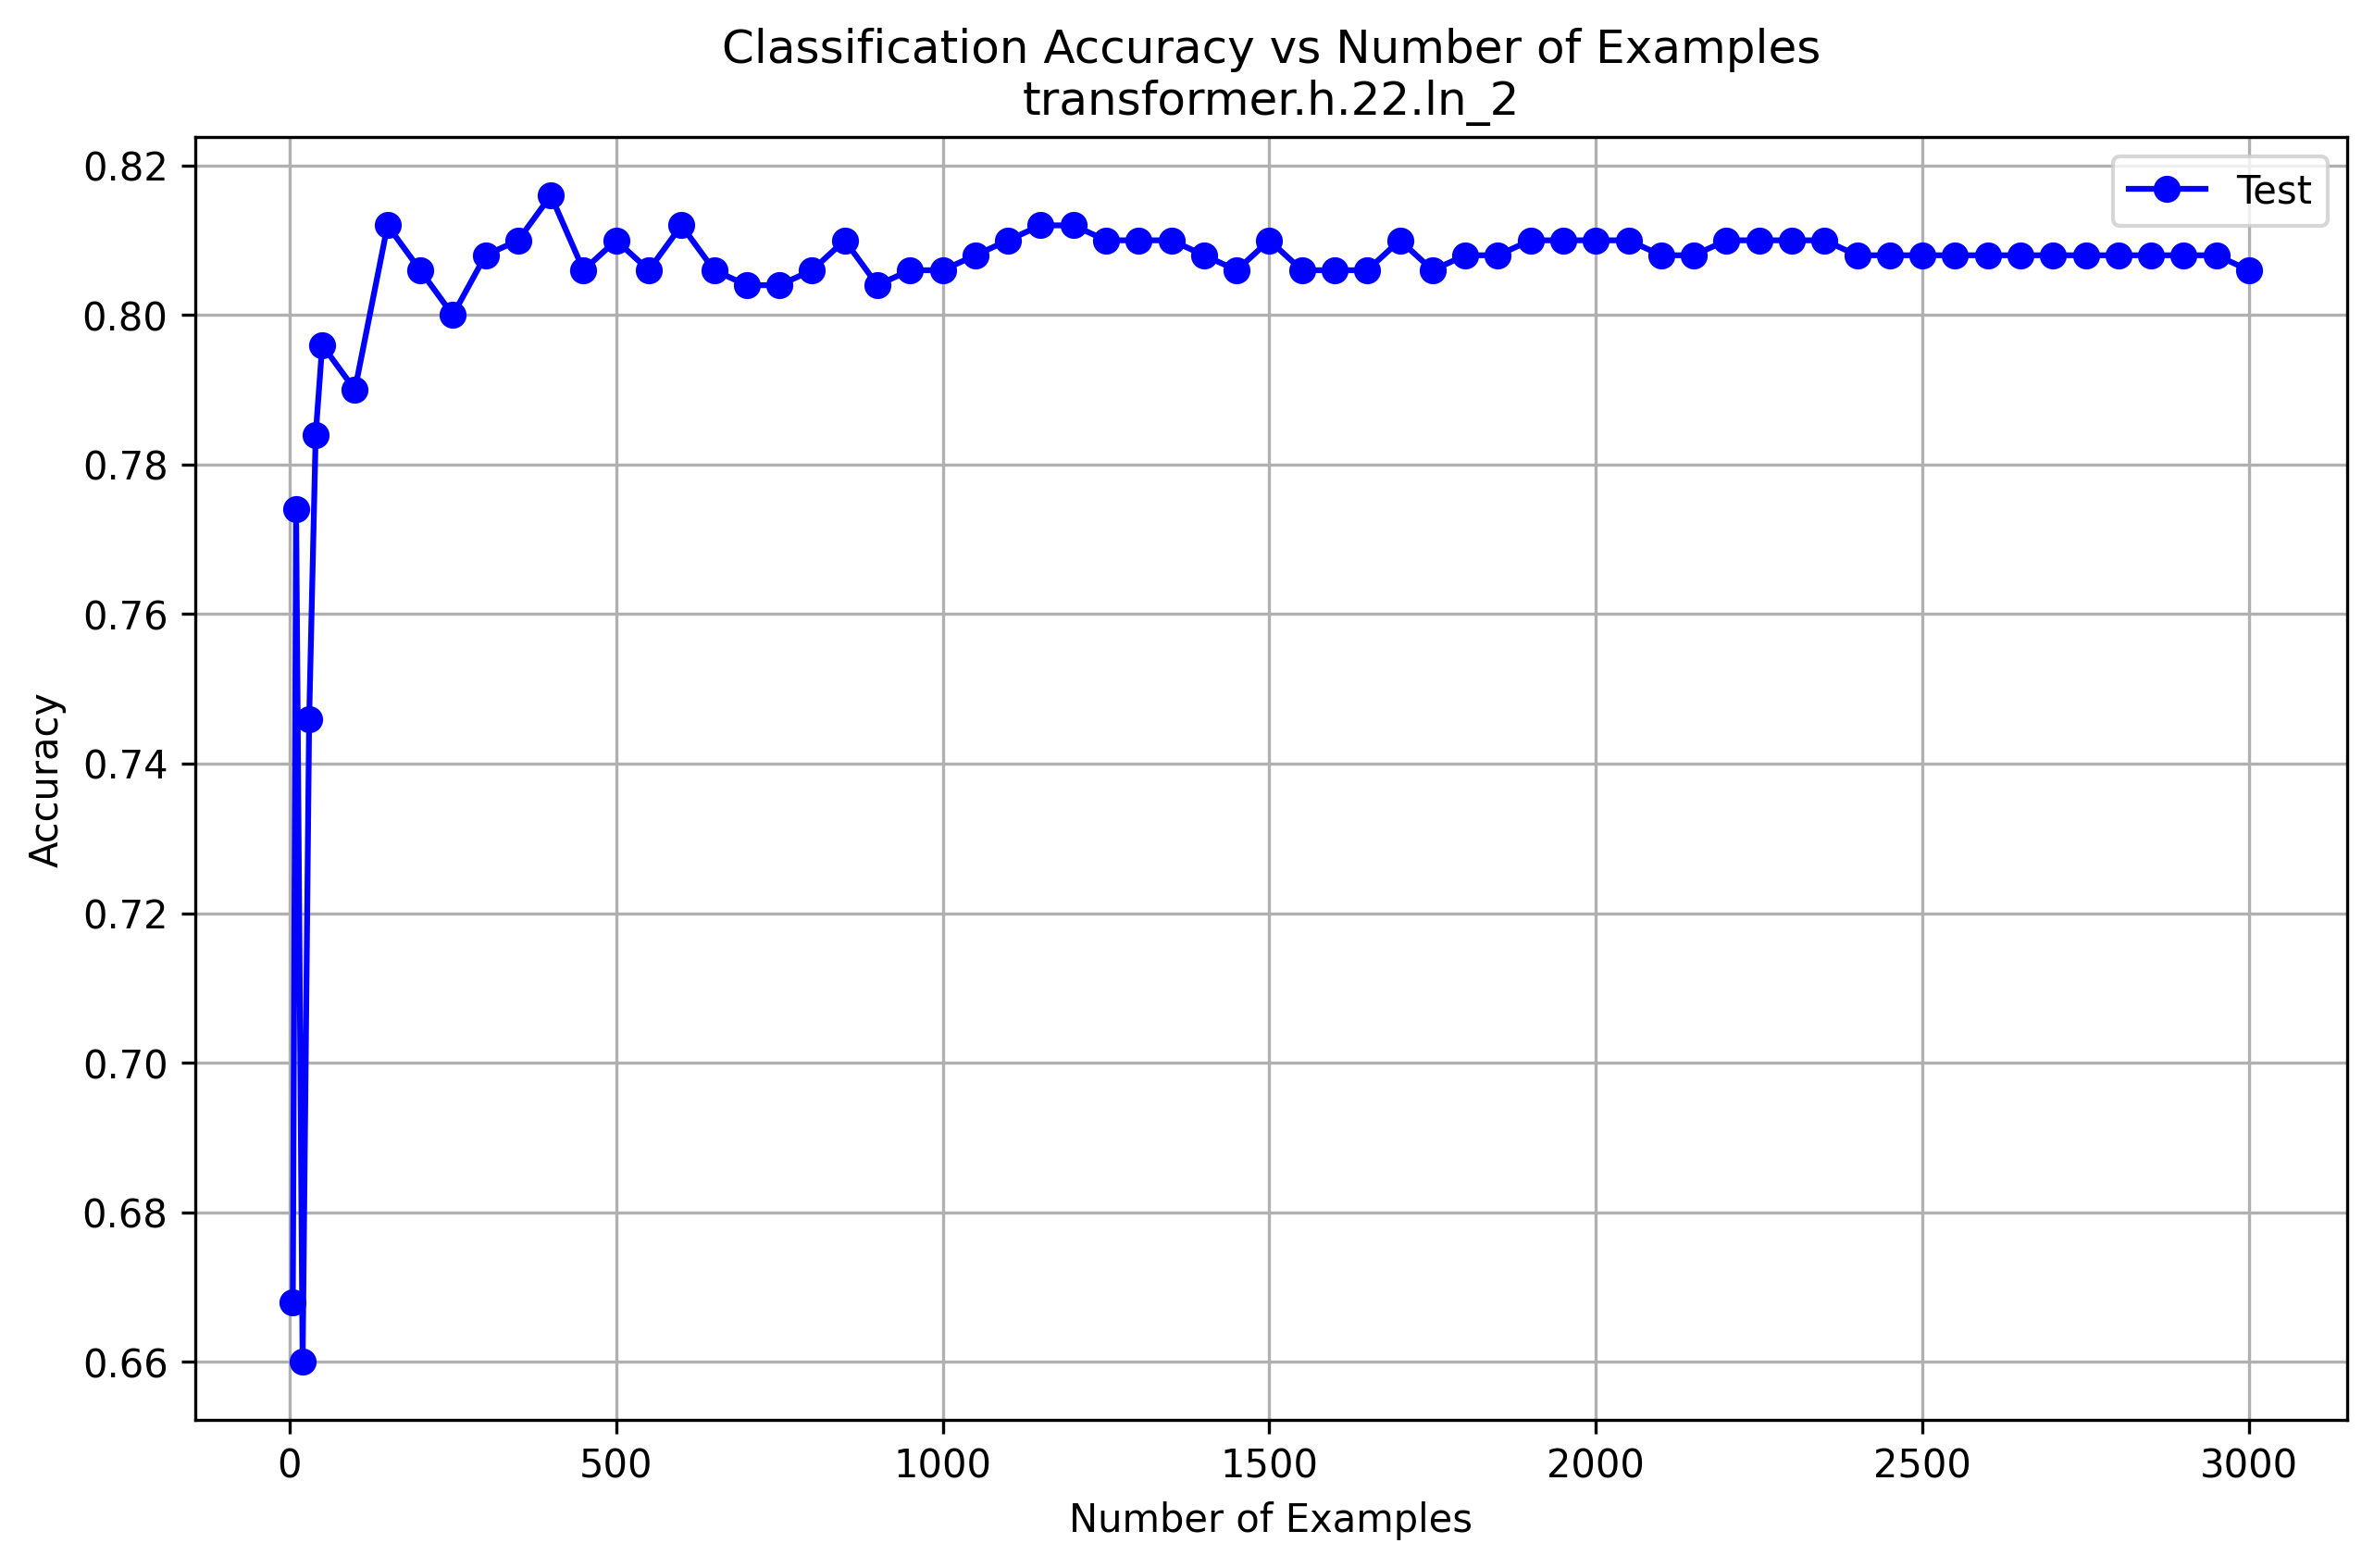 Classification Accuracy vs Number of Examples
transformer.h.22.ln_2
Test
0.82
0.80
0.78
0.76
0.74
0.72
0.70
0.68
0.66
Accuracy
0 500 1000 1500 2000 2500 3000
Number of Examples